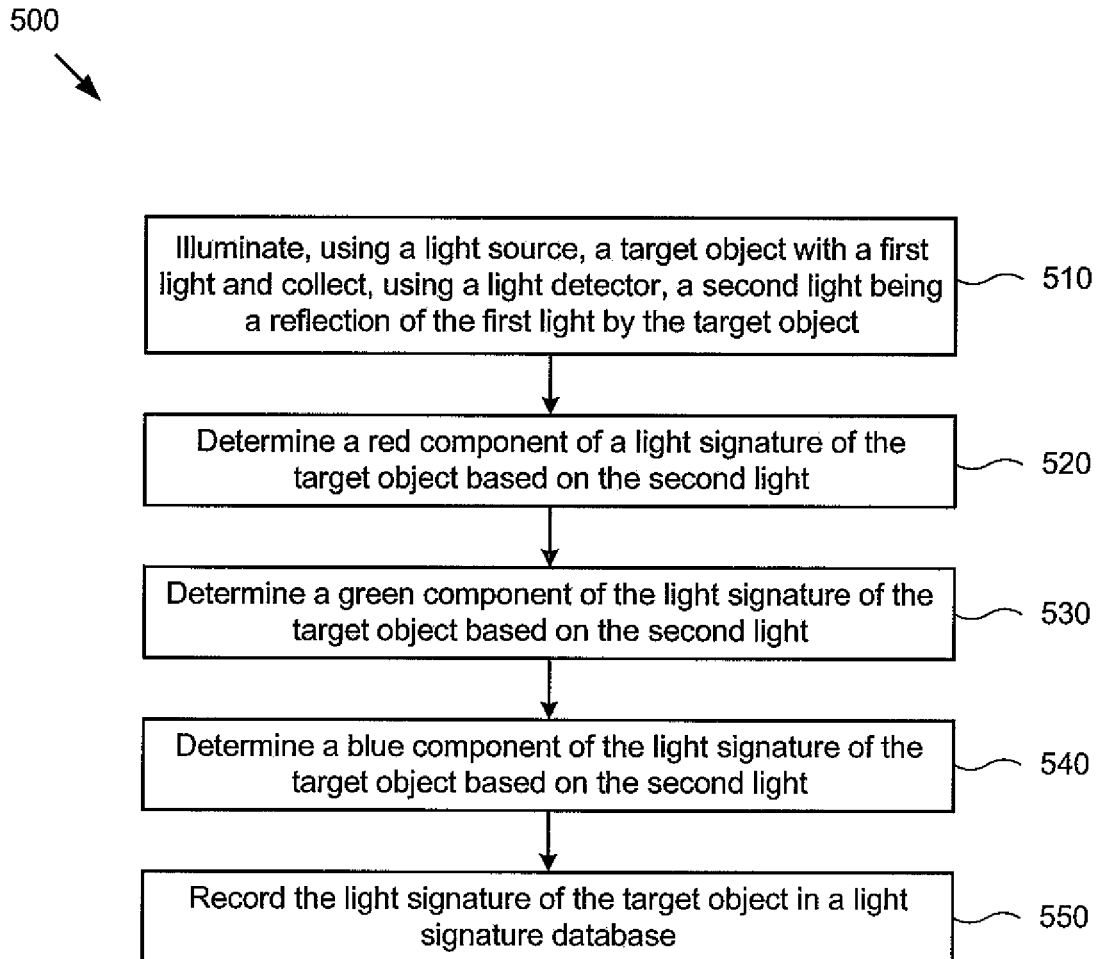 500
Illuminate, using a light source, a target object with a first
light and collect, using a light detector, a second light being
a reflection of the first light by the target object
510
Determine a red component of a light signature of the
target object based on the second light
520
Determine a green component of the light signature of the
target object based on the second light
530
Determine a blue component of the light signature of the
target object based on the second light
540
Record the light signature of the target object in a light
signature database
550